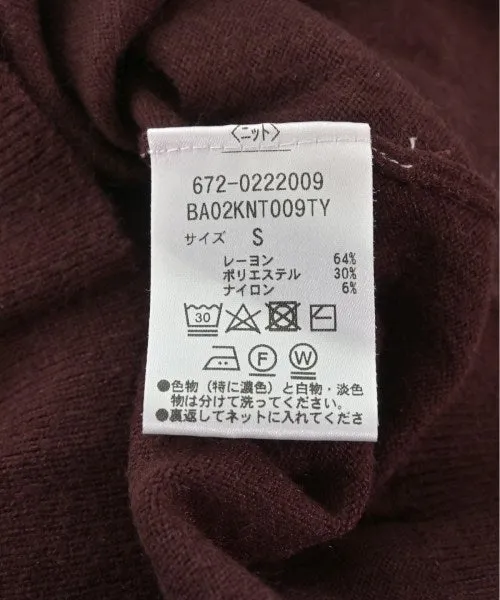 〈ニット〉
672-0222009
BA02KNT009TY
サイズ S
レーヨン 64%
ポリエステル 30%
ナイロン 6%
30
F W
●色物（特に濃色）と白物・淡色
物は分けて洗ってください。
●裏返してネットに入れてくださ